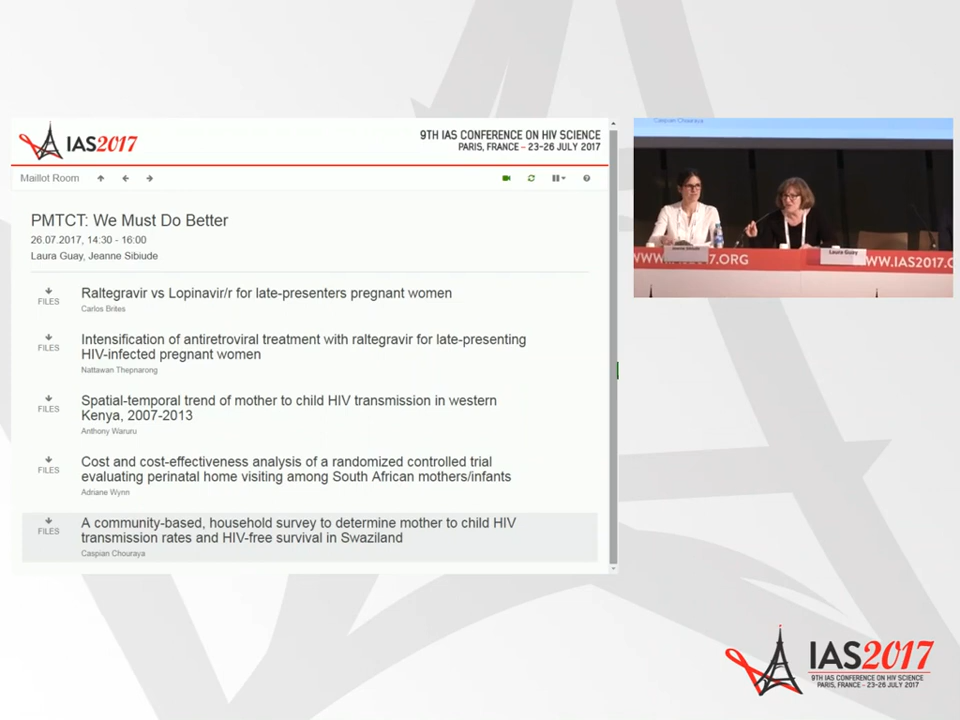 IAS2017
9TH IAS CONFERENCE ON HIV SCIENCE
PARIS, FRANCE – 23-26 JULY 2017
Maillot Room
PMTCT: We Must Do Better
26.07.2017, 14:30 - 16:00
Laura Guay, Jeanne Sibiude
FILES
Raltegravir vs Lopinavir/r for late-presenters pregnant women
Carlos Brites
FILES
Intensification of antiretroviral treatment with raltegravir for late-presenting
HIV-infected pregnant women
Nattawan Thepnarong
FILES
Spatial-temporal trend of mother to child HIV transmission in western
Kenya, 2007-2013
Anthony Waruru
FILES
Cost and cost-effectiveness analysis of a randomized controlled trial
evaluating perinatal home visiting among South African mothers/infants
Adriane Wynn
FILES
A community-based, household survey to determine mother to child HIV
transmission rates and HIV-free survival in Swaziland
Caspian Chouraya
Caspian Chouraya
Jeanne Sibiude
Laura Guay
WWW.IAS2017.ORG
WWW.IAS2017.O
IAS2017
9TH IAS CONFERENCE ON HIV SCIENCE
PARIS, FRANCE – 23-26 JULY 2017